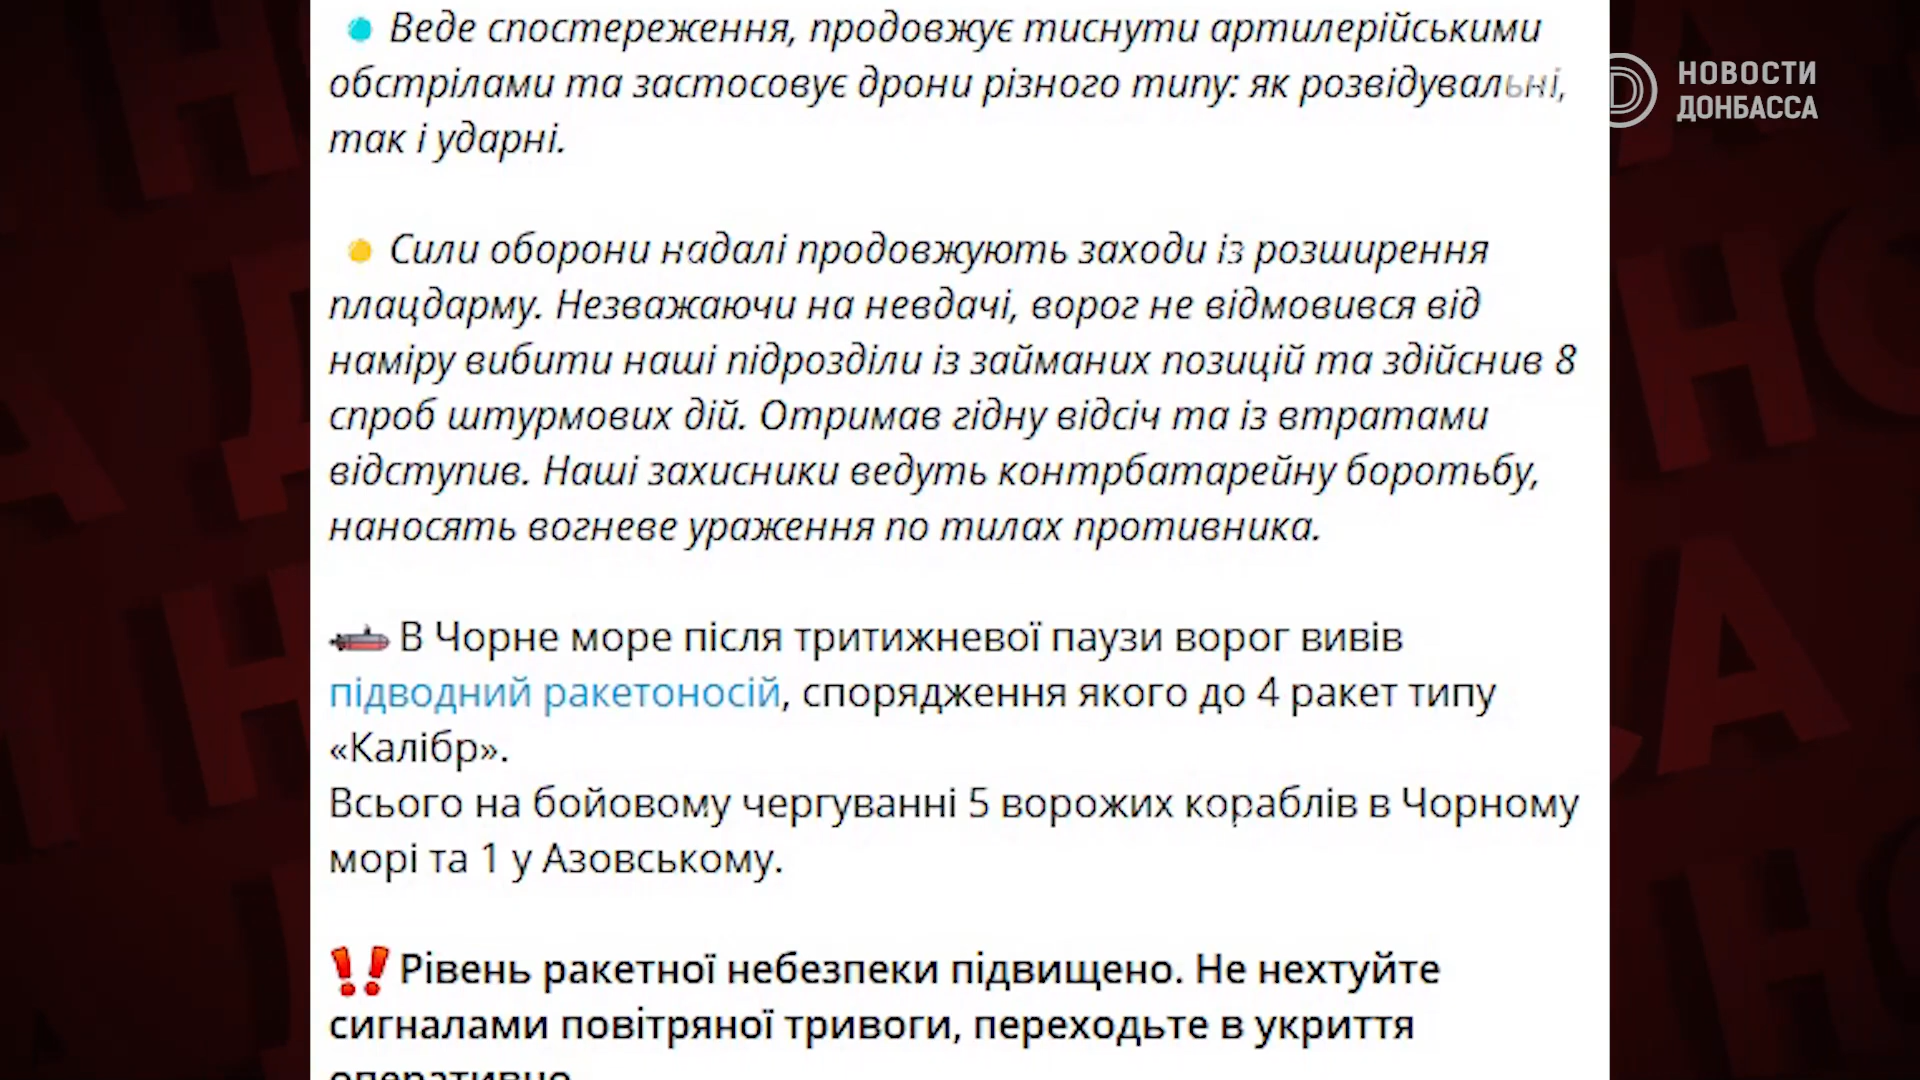 Веде спостереження, продовжує тиснути артилерійськими
обстрілами та застосовує дрони різного типу: як розвідувальні,
так і ударні.
НОВОСТИ
ДОНБАССА
Сили оборони надалі продовжують заходи із розширення
плацдарму. Незважаючи на невдачі, ворог не відмовився від
наміру вибити наші підрозділи із займаних позицій та здійснив 8
спроб штурмових дій. Отримав гідну відсіч та із втратами
відступив. Наші захисники ведуть контрбатарейну боротьбу,
наносять вогневе ураження по тилах противника.
В Чорне море після тритижневої паузи ворог вивів
підводний ракетоносій, спорядження якого до 4 ракет типу
«Калібр».
Всього на бойовому чергуванні 5 ворожих кораблів в Чорному
морі та 1 у Азовському.
Рівень ракетної небезпеки підвищено. Не нехтуйте
сигналами повітряної тривоги, переходьте в укриття
оперативно